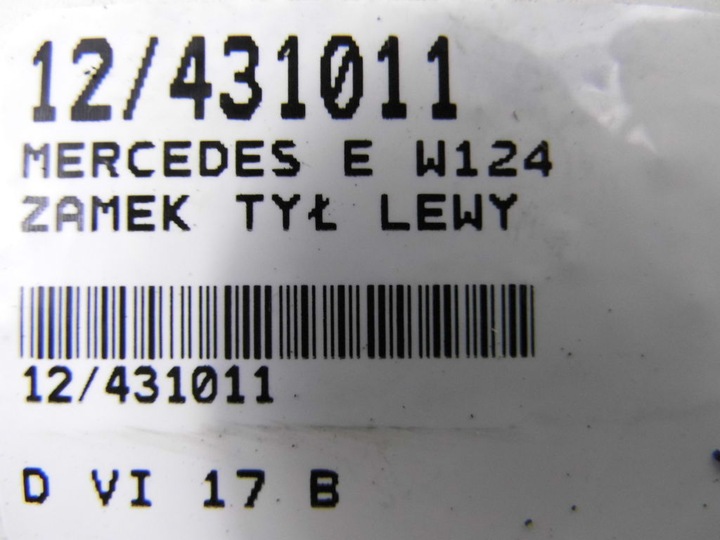 12/431011
MERCEDES E W124
ZAMEK TYŁ LEWY
12/431011
D VI 17 B